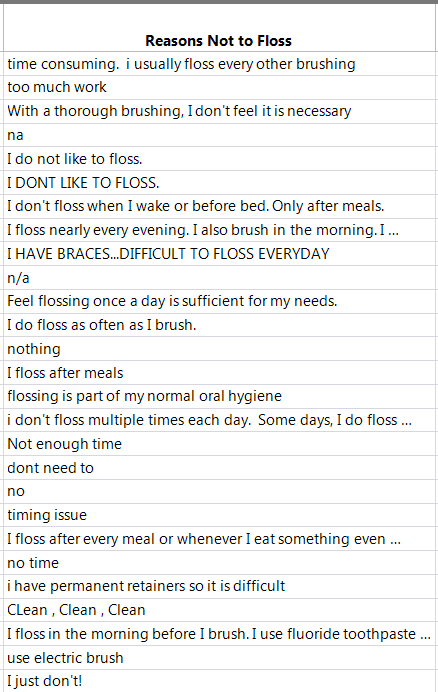 Reasons Not to Floss
time consuming.  i usually floss every other brushing
too much work
With a thorough brushing, I don't feel it is necessary
na
I do not like to floss.
I DONT LIKE TO FLOSS.
I don't floss when I wake or before bed. Only after meals.
I floss nearly every evening. I also brush in the morning. I ...
I HAVE BRACES...DIFFICULT TO FLOSS EVERYDAY
n/a
Feel flossing once a day is sufficient for my needs.
I do floss as often as I brush.
nothing
I floss after meals
flossing is part of my normal oral hygiene
i don't floss multiple times each day.  Some days, I do floss ...
Not enough time
dont need to
no
timing issue
I floss after every meal or whenever I eat something even ...
no time
i have permanent retainers so it is difficult
CLean , Clean , Clean
I floss in the morning before I brush. I use fluoride toothpaste ...
use electric brush
I just don't!